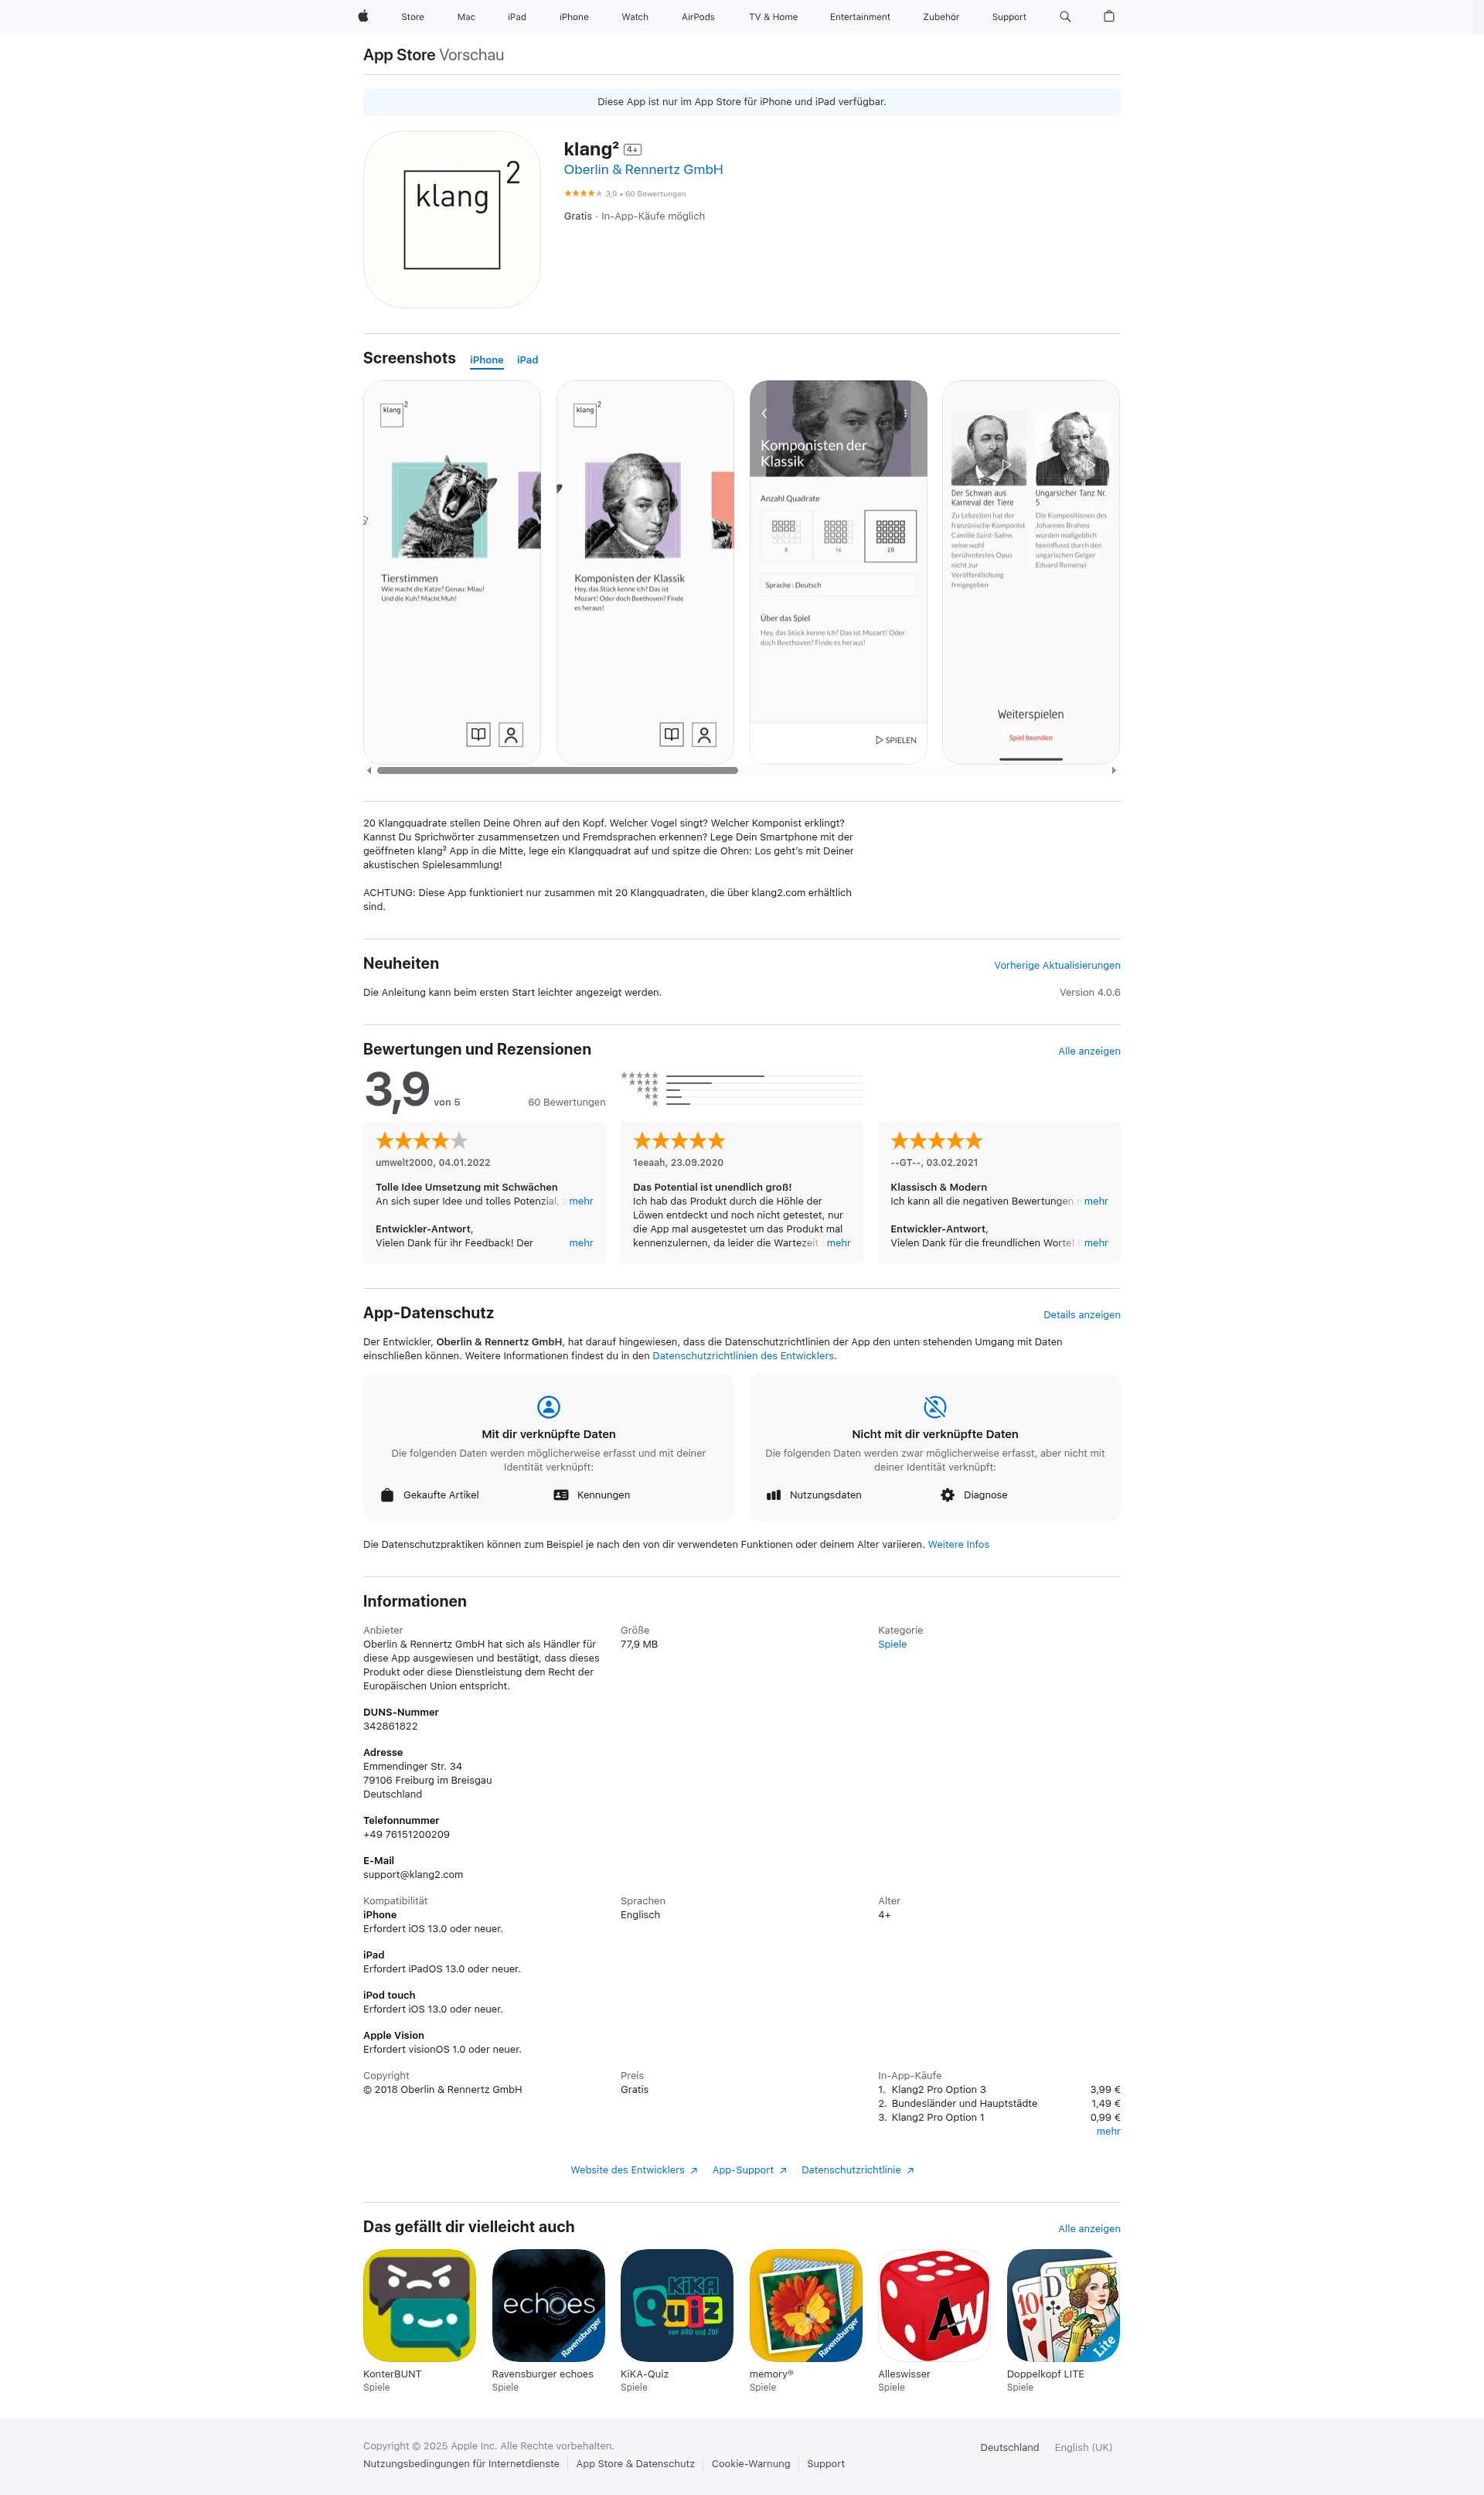 Store Mac iPad iPhone Watch AirPods TV & Home Entertainment Zubehör Support
App Store Vorschau
Diese App ist nur im App Store für iPhone und iPad verfügbar.
klang 2
klang² 4+
Oberlin & Rennertz GmbH
3,9 • 60 Bewertungen
Gratis · In-App-Käufe möglich
Screenshots iPhone iPad
klang 2
Tierstimmen
Wie macht die Katze? Genau: Miau!
Und die Kuh? Macht Muh!
klang 2
Komponisten der Klassik
Hey, das Stück kenne ich? Das ist
Mozart! Oder doch Beethoven? Finde
es heraus!
Komponisten der
Klassik
Anzahl Quadrate
8 16 20
Sprache : Deutsch
Über das Spiel
Hey, das Stück kenne ich? Das ist Mozart! Oder
doch Beethoven? Finde es heraus!
SPIELEN
Der Schwan aus
Karneval der Tiere
Zu Lebzeiten hat der
französische Komponist
Camille Saint-Saëns
seine wohl
berühmtestes Opus
nicht zur
Veröffentlichung
freigegeben
Ungarischer Tanz Nr.
5
Die Kompositionen des
Johannes Brahms
wurden maßgeblich
beeinflusst durch den
ungarischen Geiger
Eduard Remenyi
Weiterspielen
Spiel beenden
20 Klangquadrate stellen Deine Ohren auf den Kopf. Welcher Vogel singt? Welcher Komponist erklingt?
Kannst Du Sprichwörter zusammensetzen und Fremdsprachen erkennen? Lege Dein Smartphone mit der
geöffneten klang² App in die Mitte, lege ein Klangquadrat auf und spitze die Ohren: Los geht's mit Deiner
akustischen Spielesammlung!
ACHTUNG: Diese App funktioniert nur zusammen mit 20 Klangquadraten, die über klang2.com erhältlich
sind.
Neuheiten Vorherige Aktualisierungen
Die Anleitung kann beim ersten Start leichter angezeigt werden. Version 4.0.6
Bewertungen und Rezensionen Alle anzeigen
3,9 von 5 60 Bewertungen
umwelt2000, 04.01.2022
Tolle Idee Umsetzung mit Schwächen
An sich super Idee und tolles Potenzial, mehr
Entwickler-Antwort,
Vielen Dank für ihr Feedback! Der mehr
1eeaah, 23.09.2020
Das Potential ist unendlich groß!
Ich hab das Produkt durch die Höhle der
Löwen entdeckt und noch nicht getestet, nur
die App mal ausgetestet um das Produkt mal
kennenzulernen, da leider die Wartezeit mehr
--GT--, 03.02.2021
Klassisch & Modern
Ich kann all die negativen Bewertungen mehr
Entwickler-Antwort,
Vielen Dank für die freundlichen Worte! mehr
App-Datenschutz Details anzeigen
Der Entwickler, Oberlin & Rennertz GmbH, hat darauf hingewiesen, dass die Datenschutzrichtlinien der App den unten stehenden Umgang mit Daten
einschließen können. Weitere Informationen findest du in den Datenschutzrichtlinien des Entwicklers.
Mit dir verknüpfte Daten
Die folgenden Daten werden möglicherweise erfasst und mit deiner
Identität verknüpft:
Gekaufte Artikel Kennungen
Nicht mit dir verknüpfte Daten
Die folgenden Daten werden zwar möglicherweise erfasst, aber nicht mit
deiner Identität verknüpft:
Nutzungsdaten Diagnose
Die Datenschutzpraktiken können zum Beispiel je nach den von dir verwendeten Funktionen oder deinem Alter variieren. Weitere Infos
Informationen
Anbieter
Oberlin & Rennertz GmbH hat sich als Händler für
diese App ausgewiesen und bestätigt, dass dieses
Produkt oder diese Dienstleistung dem Recht der
Europäischen Union entspricht.
DUNS-Nummer
342861822
Adresse
Emmendinger Str. 34
79106 Freiburg im Breisgau
Deutschland
Telefonnummer
+49 76151200209
E-Mail
support@klang2.com
Größe
77,9 MB
Kategorie
Spiele
Kompatibilität
iPhone
Erfordert iOS 13.0 oder neuer.
iPad
Erfordert iPadOS 13.0 oder neuer.
iPod touch
Erfordert iOS 13.0 oder neuer.
Apple Vision
Erfordert visionOS 1.0 oder neuer.
Sprachen
Englisch
Alter
4+
Copyright
© 2018 Oberlin & Rennertz GmbH
Preis
Gratis
In-App-Käufe
1. Klang2 Pro Option 3 3,99 €
2. Bundesländer und Hauptstädte 1,49 €
3. Klang2 Pro Option 1 0,99 €
mehr
Website des Entwicklers App-Support Datenschutzrichtlinie
Das gefällt dir vielleicht auch Alle anzeigen
echoes
Ravensburger
KiKA
Quiz
von ARD und ZDF
Ravensburger
AW
10 D
Lite
KonterBUNT
Spiele
Ravensburger echoes
Spiele
KiKA-Quiz
Spiele
memory®
Spiele
Alleswisser
Spiele
Doppelkopf LITE
Spiele
Copyright © 2025 Apple Inc. Alle Rechte vorbehalten.
Nutzungsbedingungen für Internetdienste App Store & Datenschutz Cookie-Warnung Support
Deutschland English (UK)